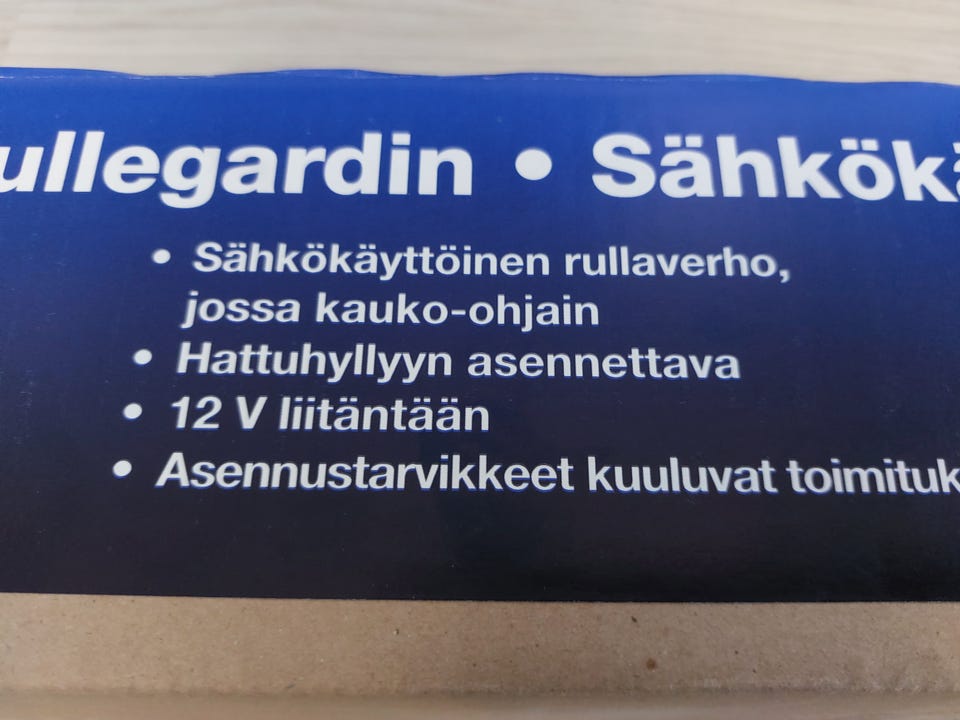 ullegardin • Sähkökä
• Sähkökäyttöinen rullaverho,
jossa kauko-ohjain
• Hattuhyllyyn asennettava
• 12 V liitäntään
• Asennustarvikkeet kuuluvat toimituk